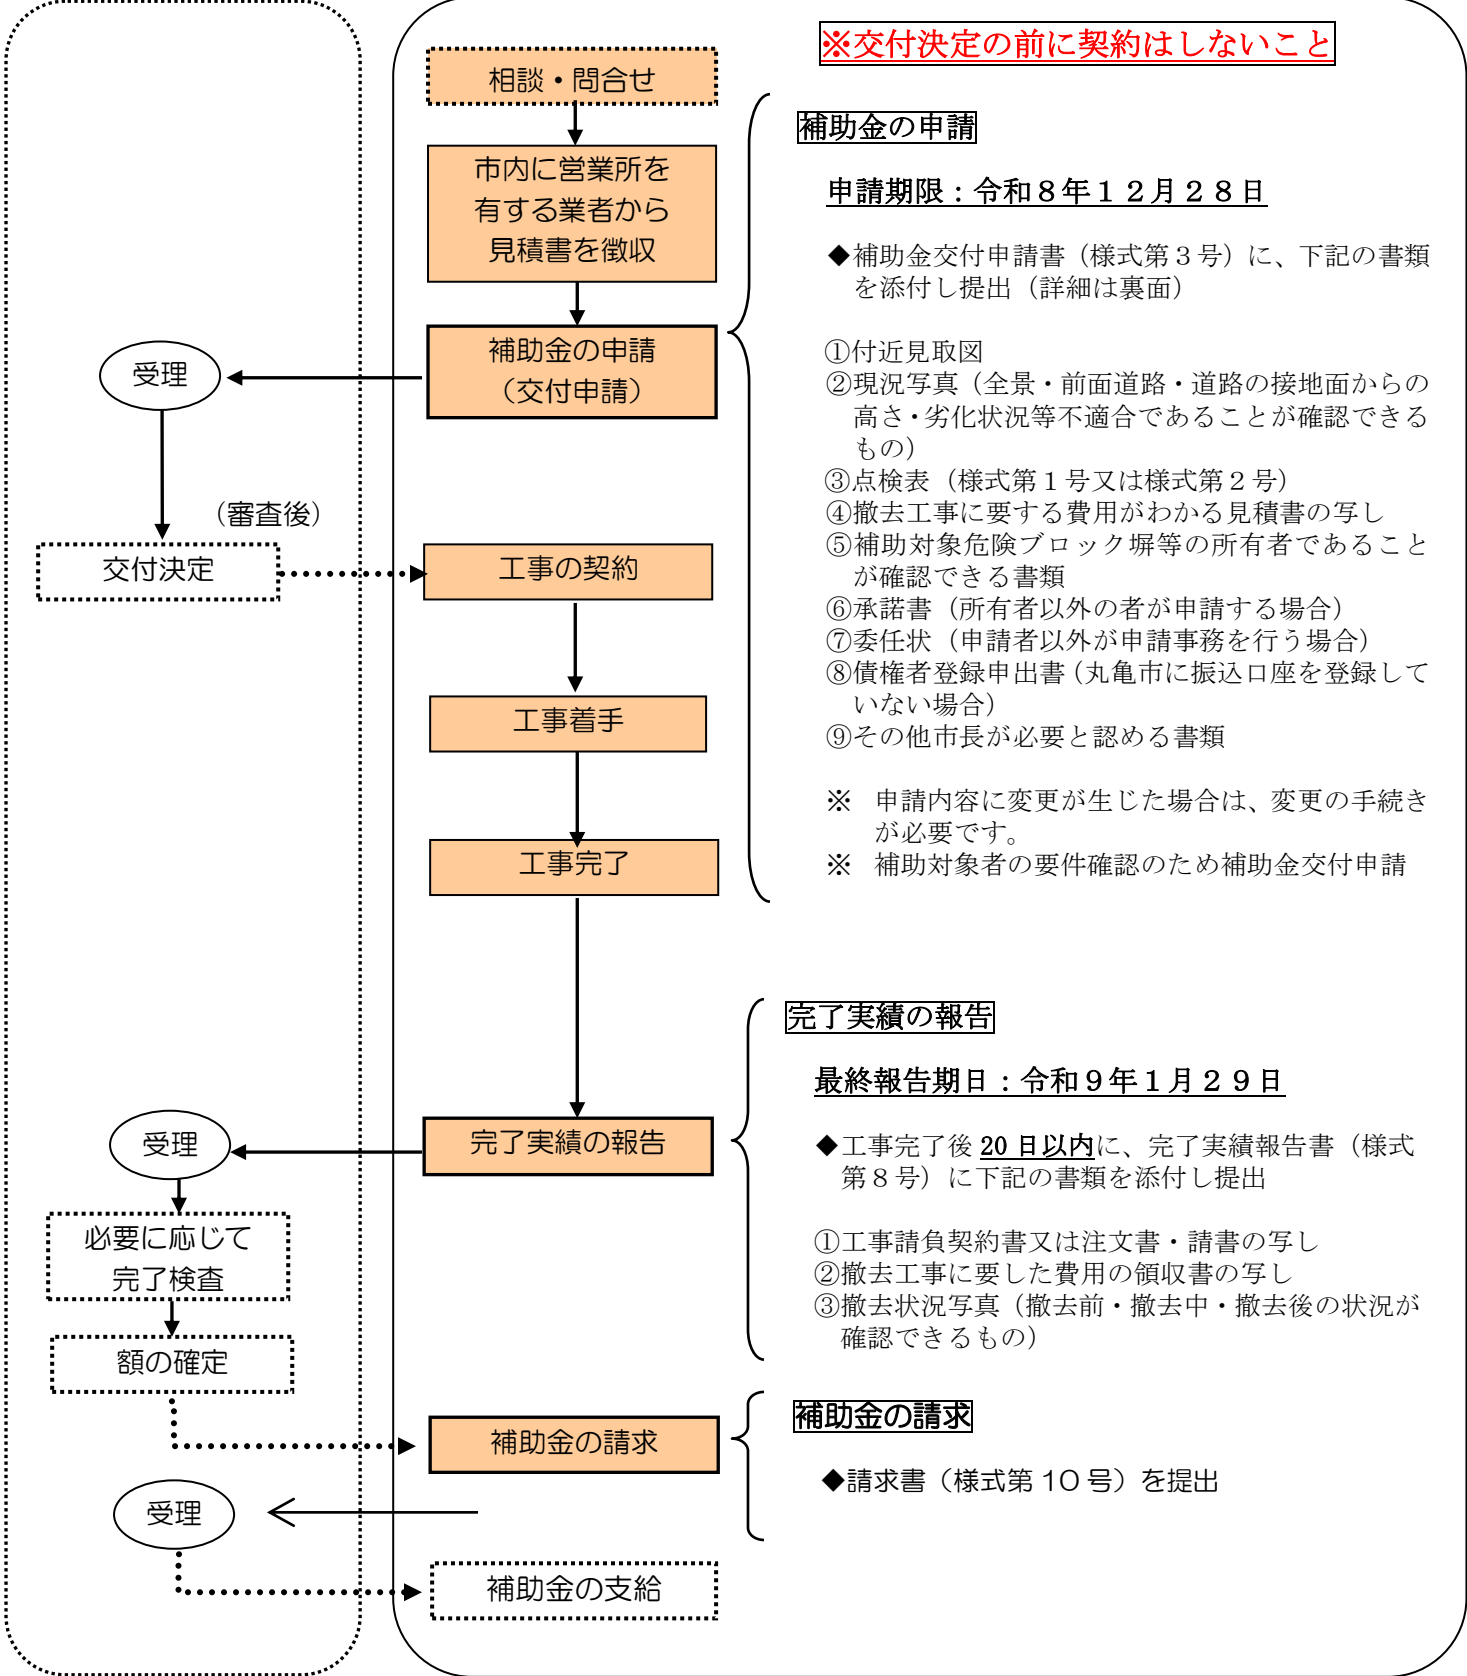 ※交付決定の前に契約はしないこと
相談・問合せ
市内に営業所を
有する業者から
見積書を徴収
補助金の申請
（交付申請）
受理
（審査後）
交付決定
工事の契約
工事着手
工事完了
完了実績の報告
受理
必要に応じて
完了検査
額の確定
補助金の請求
受理
補助金の支給
補助金の申請
申請期限：令和８年１２月２８日
◆補助金交付申請書（様式第３号）に、下記の書類
を添付し提出（詳細は裏面）
①付近見取図
②現況写真（全景・前面道路・道路の接地面からの
高さ・劣化状況等不適合であることが確認できる
もの）
③点検表（様式第１号又は様式第２号）
④撤去工事に要する費用がわかる見積書の写し
⑤補助対象危険ブロック塀等の所有者であること
が確認できる書類
⑥承諾書（所有者以外の者が申請する場合）
⑦委任状（申請者以外が申請事務を行う場合）
⑧債権者登録申出書（丸亀市に振込口座を登録して
いない場合）
⑨その他市長が必要と認める書類
※　申請内容に変更が生じた場合は、変更の手続き
が必要です。
※　補助対象者の要件確認のため補助金交付申請
完了実績の報告
最終報告期日：令和９年１月２９日
◆工事完了後 20 日以内に、完了実績報告書（様式
第８号）に下記の書類を添付し提出
①工事請負契約書又は注文書・請書の写し
②撤去工事に要した費用の領収書の写し
③撤去状況写真（撤去前・撤去中・撤去後の状況が
確認できるもの）
補助金の請求
◆請求書（様式第 10 号）を提出